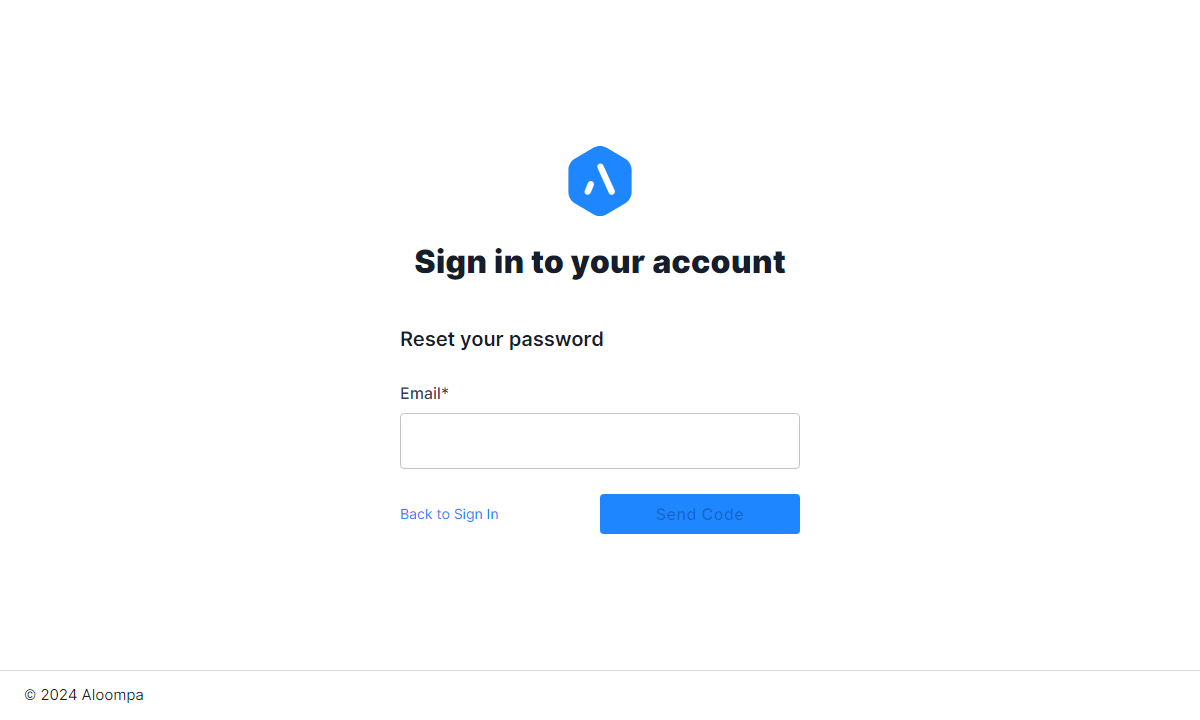 Sign in to your account
Reset your password
Email*
Back to Sign In
Send Code
© 2024 Aloompa